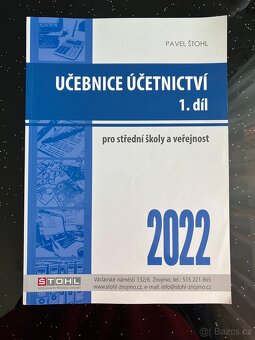 PAVEL ŠTOHL
UČEBNICE ÚČETNICTVÍ
1. díl
pro střední školy a veřejnost
2022
ŠTOHL
Václavské náměstí 132/6, Znojmo, tel.: 515 221 865
www.stohl-znojmo.cz, e-mail: info@stohl-znojmo.cz
Bazoš.cz